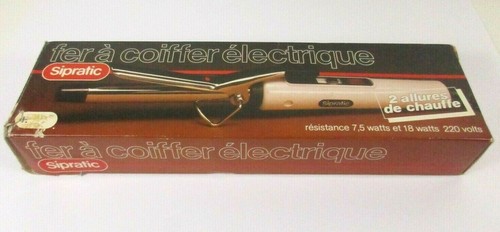 fer à coiffer électrique
Sipratic
Sipratic
2 allures
de chauffe
résistance 7,5 watts et 18 watts 220 volts
fer à coiffer électrique
Sipratic